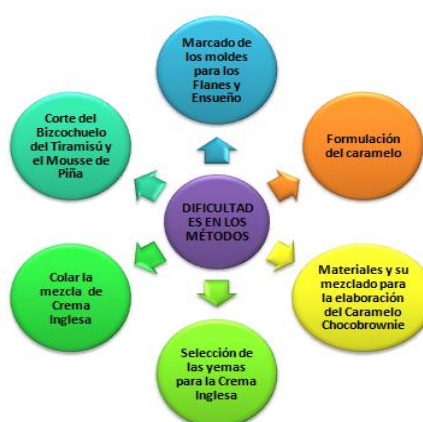 Marcado de
los moldes
para los
Flanes y
Ensueño
Formulación
del caramelo
Materiales y su
mezclado para
la elaboración
del Caramelo
Chocobrownie
Selección de
las yemas
para la Crema
Inglesa
Colar la
mezcla de
Crema
Inglesa
Corte del
Bizcochuelo
del Tiramisú y
el Mousse de
Piña
DIFICULTAD
ES EN LOS
MÉTODOS